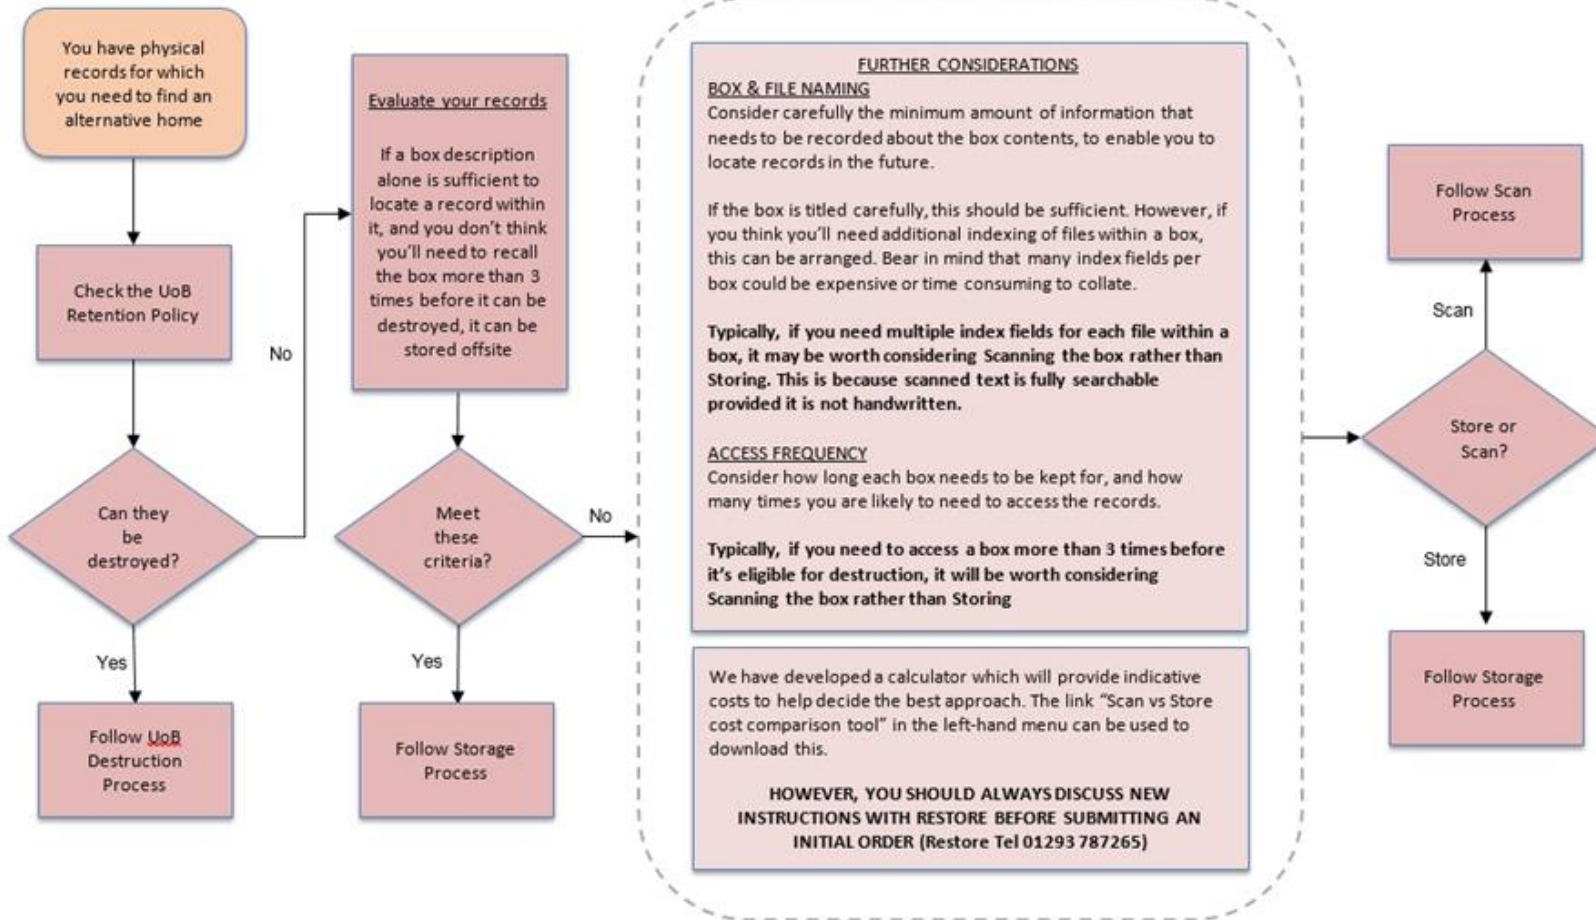 You have physical
records for which
you need to find an
alternative home
Check the UoB
Retention Policy
Can they
be
destroyed?
No
Yes
Follow UoB
Destruction
Process
Evaluate your records
If a box description
alone is sufficient to
locate a record within
it, and you don’t think
you’ll need to recall
the box more than 3
times before it can be
destroyed, it can be
stored offsite
Meet
these
criteria?
No
Yes
Follow Storage
Process
FURTHER CONSIDERATIONS
BOX & FILE NAMING
Consider carefully the minimum amount of information that
needs to be recorded about the box contents, to enable you to
locate records in the future.
If the box is titled carefully, this should be sufficient. However, if
you think you’ll need additional indexing of files within a box,
this can be arranged. Bear in mind that many index fields per
box could be expensive or time consuming to collate.
Typically, if you need multiple index fields for each file within a
box, it may be worth considering Scanning the box rather than
Storing. This is because scanned text is fully searchable
provided it is not handwritten.
ACCESS FREQUENCY
Consider how long each box needs to be kept for, and how
many times you are likely to need to access the records.
Typically, if you need to access a box more than 3 times before
it’s eligible for destruction, it will be worth considering
Scanning the box rather than Storing
We have developed a calculator which will provide indicative
costs to help decide the best approach. The link “Scan vs Store
cost comparison tool” in the left-hand menu can be used to
download this.
HOWEVER, YOU SHOULD ALWAYS DISCUSS NEW
INSTRUCTIONS WITH RESTORE BEFORE SUBMITTING AN
INITIAL ORDER (Restore Tel 01293 787265)
Follow Scan
Process
Scan
Store or
Scan?
Store
Follow Storage
Process